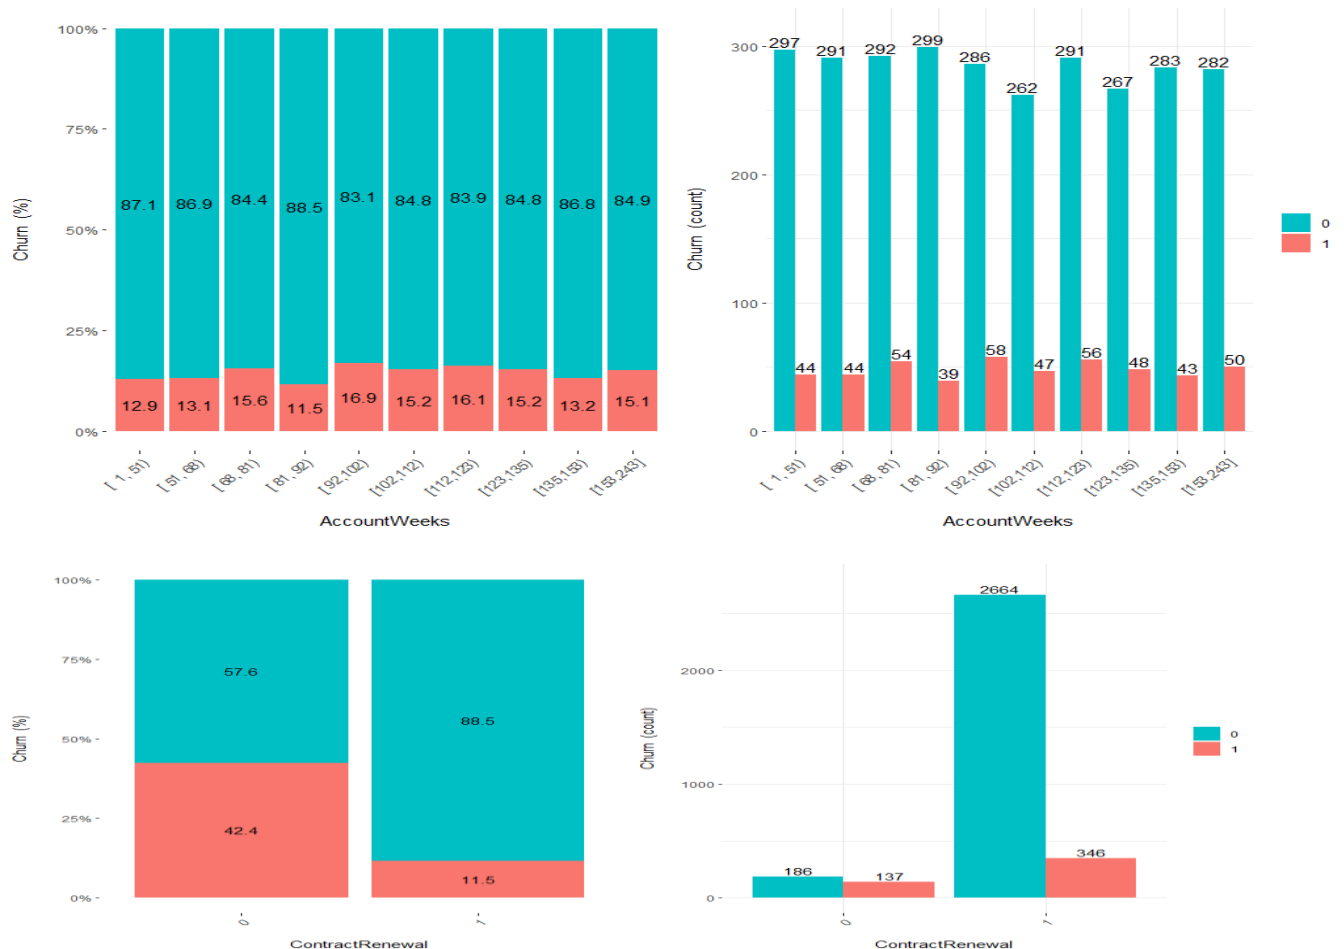 100%
75%
50%
25%
0%
Churn (%)
87.1 86.9 84.4 88.5 83.1 84.8 83.9 84.8 86.8 84.9
12.9 13.1 15.6 11.5 16.9 15.2 16.1 15.2 13.2 15.1
[ 1,51) [ 51,68) [ 68,81) [ 81,92) [ 92,102) [102,112) [112,123) [123,135) [135,153) [153,243]
AccountWeeks
300
200
100
0
Churn (count)
297 291 292 299 286 262 291 267 283 282
44 44 54 39 58 47 56 48 43 50
[ 1,51) [ 51,68) [ 68,81) [ 81,92) [ 92,102) [102,112) [112,123) [123,135) [135,153) [153,243]
AccountWeeks
0
1
100%
75%
50%
25%
0%
Churn (%)
57.6 88.5
42.4 11.5
0 1
ContractRenewal
2000
1000
0
Churn (count)
186 137 2664 346
0 1
ContractRenewal
0
1